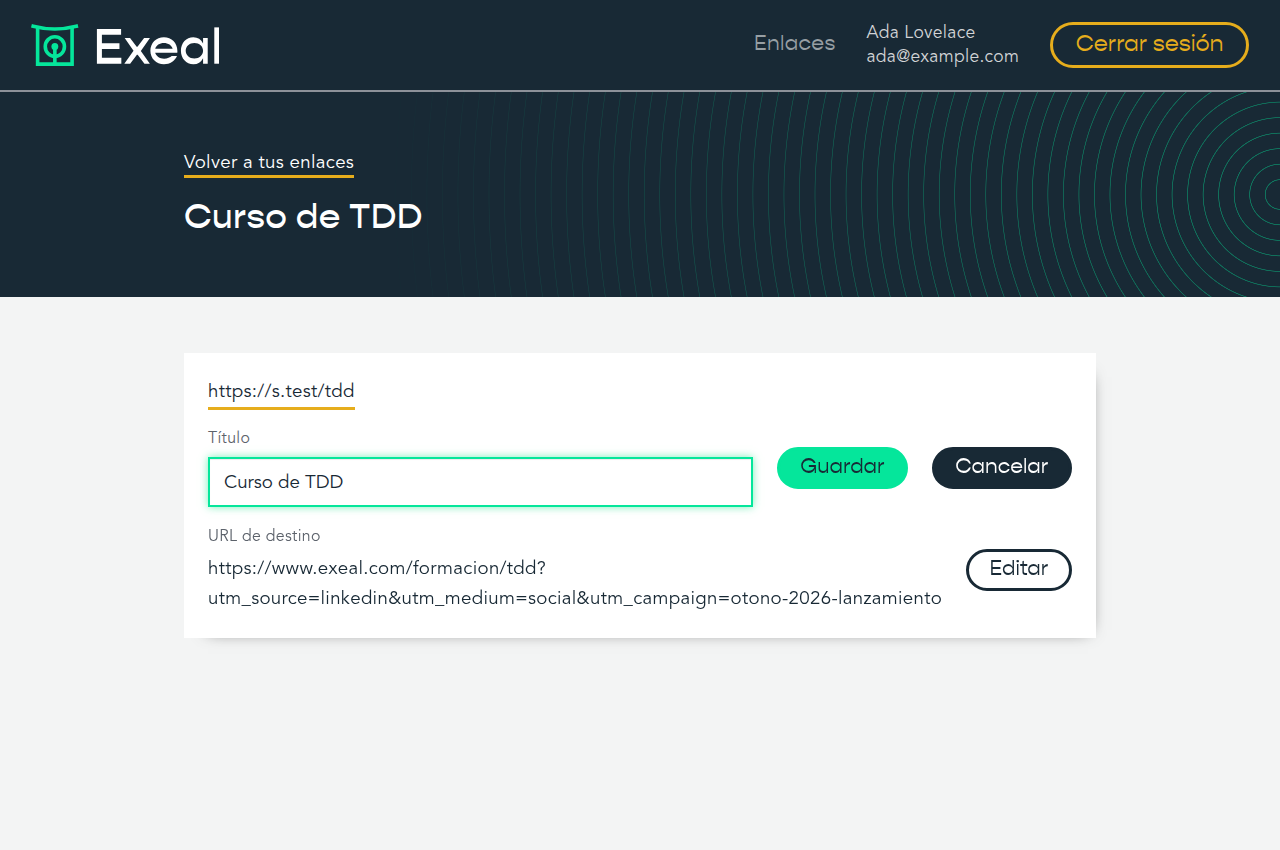 Exeal
Enlaces
Ada Lovelace
ada@example.com
Cerrar sesión
Volver a tus enlaces
Curso de TDD
https://s.test/tdd
Título
Curso de TDD
Guardar
Cancelar
URL de destino
https://www.exeal.com/formacion/tdd?
utm_source=linkedin&utm_medium=social&utm_campaign=otono-2026-lanzamiento
Editar